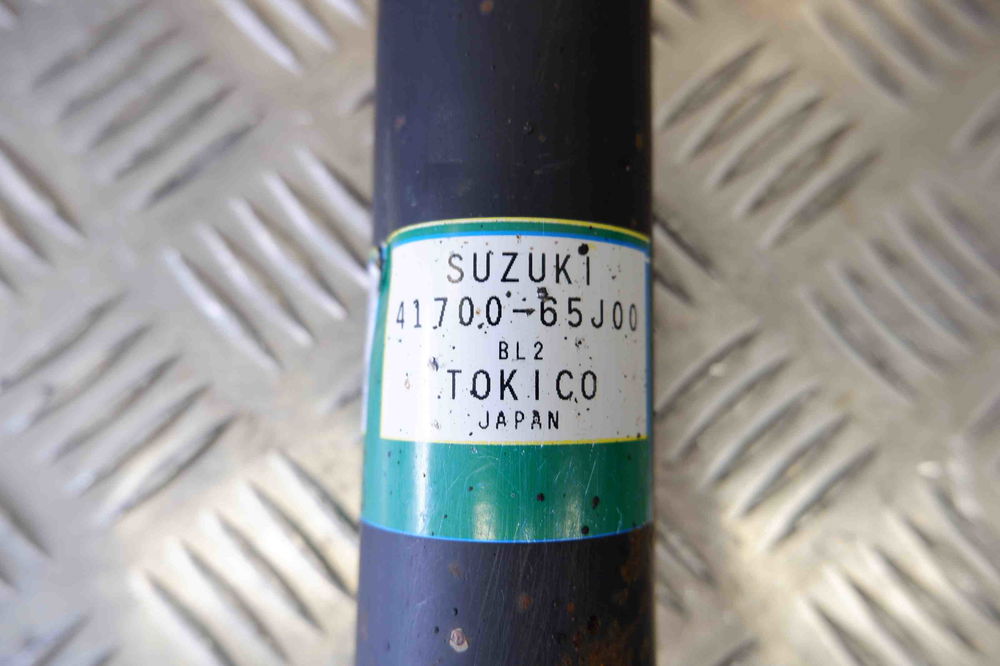 SUZUKI
41700-65J00
BL2
TOKICO
JAPAN